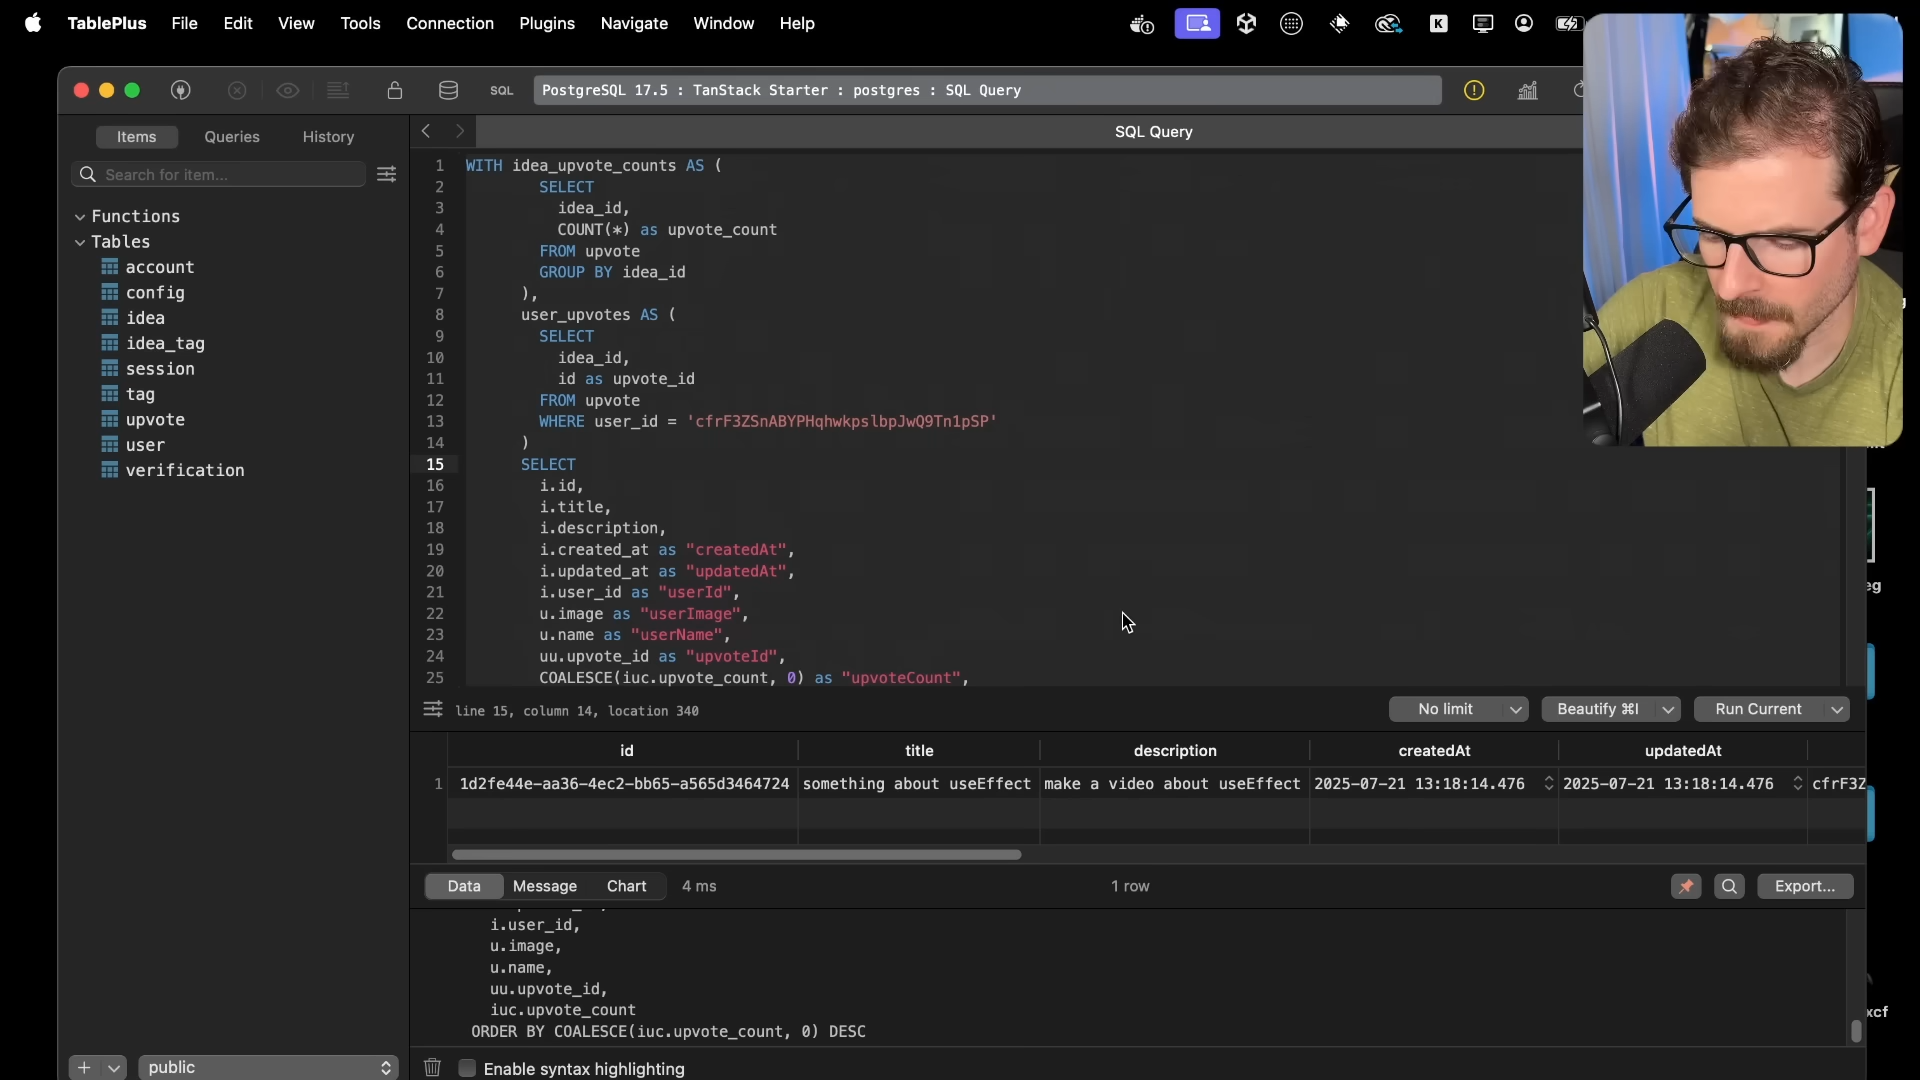 TablePlus File Edit View Tools Connection Plugins Navigate Window Help
K
SQL
PostgreSQL 17.5 : TanStack Starter : postgres : SQL Query
Items Queries History
SQL Query
Search for item...
Functions
Tables
account
config
idea
idea_tag
session
tag
upvote
user
verification
1 WITH idea_upvote_counts AS (
2 SELECT
3 idea_id,
4 COUNT(*) as upvote_count
5 FROM upvote
6 GROUP BY idea_id
7 ),
8 user_upvotes AS (
9 SELECT
10 idea_id,
11 id as upvote_id
12 FROM upvote
13 WHERE user_id = 'cfrF3ZSnABYPHqhwkpslbpJwQ9Tn1pSP'
14 )
15 SELECT
16 i.id,
17 i.title,
18 i.description,
19 i.created_at as "createdAt",
20 i.updated_at as "updatedAt",
21 i.user_id as "userId",
22 u.image as "userImage",
23 u.name as "userName",
24 uu.upvote_id as "upvoteId",
25 COALESCE(iuc.upvote_count, 0) as "upvoteCount",
line 15, column 14, location 340
No limit Beautify ⌘I Run Current
id title description createdAt updatedAt
1 1d2fe44e-aa36-4ec2-bb65-a565d3464724 something about useEffect make a video about useEffect 2025-07-21 13:18:14.476 2025-07-21 13:18:14.476 cfrF3Z
Data Message Chart 4 ms 1 row Export...
i.user_id,
u.image,
u.name,
uu.upvote_id,
iuc.upvote_count
ORDER BY COALESCE(iuc.upvote_count, 0) DESC
+ public
Enable syntax highlighting
eg
xcf